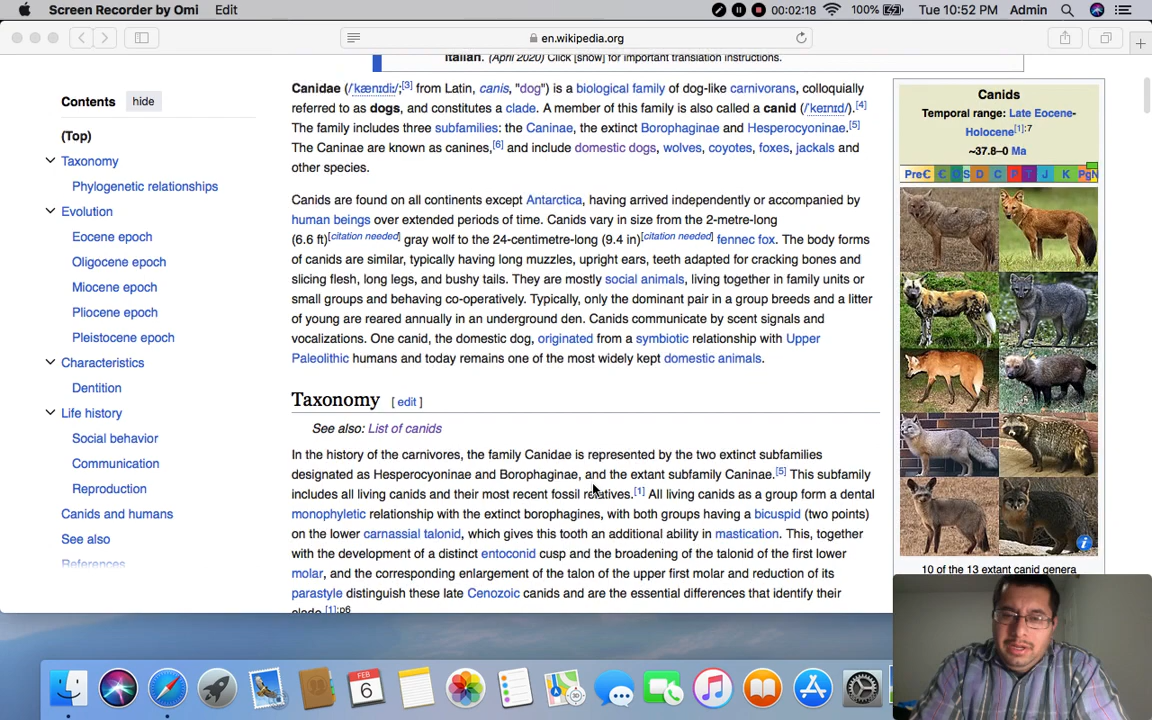 Screen Recorder by Omi Edit 00:02:18 100% Tue 10:52 PM Admin
en.wikipedia.org
Italian. (April 2020) Click [show] for important translation instructions.
Contents hide
(Top)
Taxonomy
Phylogenetic relationships
Evolution
Eocene epoch
Oligocene epoch
Miocene epoch
Pliocene epoch
Pleistocene epoch
Characteristics
Dentition
Life history
Social behavior
Communication
Reproduction
Canids and humans
See also
References
Canidae (/ˈkænɪdiː/;[3] from Latin, canis, "dog") is a biological family of dog-like carnivorans, colloquially
referred to as dogs, and constitutes a clade. A member of this family is also called a canid (/ˈkeɪnɪd/).[4]
The family includes three subfamilies: the Caninae, the extinct Borophaginae and Hesperocyoninae.[5]
The Caninae are known as canines,[6] and include domestic dogs, wolves, coyotes, foxes, jackals and
other species.
Canids are found on all continents except Antarctica, having arrived independently or accompanied by
human beings over extended periods of time. Canids vary in size from the 2-metre-long
(6.6 ft)[citation needed] gray wolf to the 24-centimetre-long (9.4 in)[citation needed] fennec fox. The body forms
of canids are similar, typically having long muzzles, upright ears, teeth adapted for cracking bones and
slicing flesh, long legs, and bushy tails. They are mostly social animals, living together in family units or
small groups and behaving co-operatively. Typically, only the dominant pair in a group breeds and a litter
of young are reared annually in an underground den. Canids communicate by scent signals and
vocalizations. One canid, the domestic dog, originated from a symbiotic relationship with Upper
Paleolithic humans and today remains one of the most widely kept domestic animals.
Taxonomy [ edit ]
See also: List of canids
In the history of the carnivores, the family Canidae is represented by the two extinct subfamilies
designated as Hesperocyoninae and Borophaginae, and the extant subfamily Caninae.[5] This subfamily
includes all living canids and their most recent fossil relatives.[1] All living canids as a group form a dental
monophyletic relationship with the extinct borophagines, with both groups having a bicuspid (two points)
on the lower carnassial talonid, which gives this tooth an additional ability in mastication. This, together
with the development of a distinct entoconid cusp and the broadening of the talonid of the first lower
molar, and the corresponding enlargement of the talon of the upper first molar and reduction of its
parastyle distinguish these late Cenozoic canids and are the essential differences that identify their
clade.[1]:p6
Canids
Temporal range: Late Eocene-
Holocene[1]:7
~37.8–0 Ma
PreЄ Є O S D C P T J K Pg N
10 of the 13 extant canid genera
FEB
6